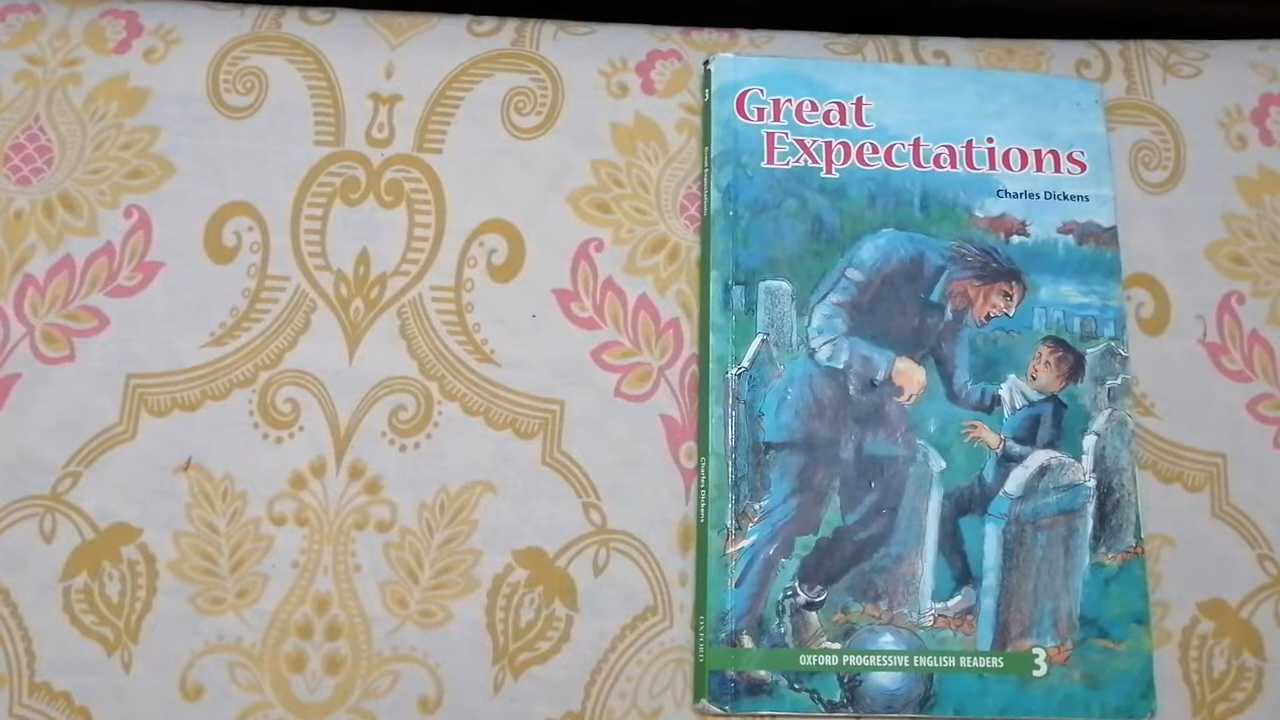 Great
Expectations
Charles Dickens
OXFORD PROGRESSIVE ENGLISH READERS 3
3
Great Expectations
Charles Dickens
OXFORD